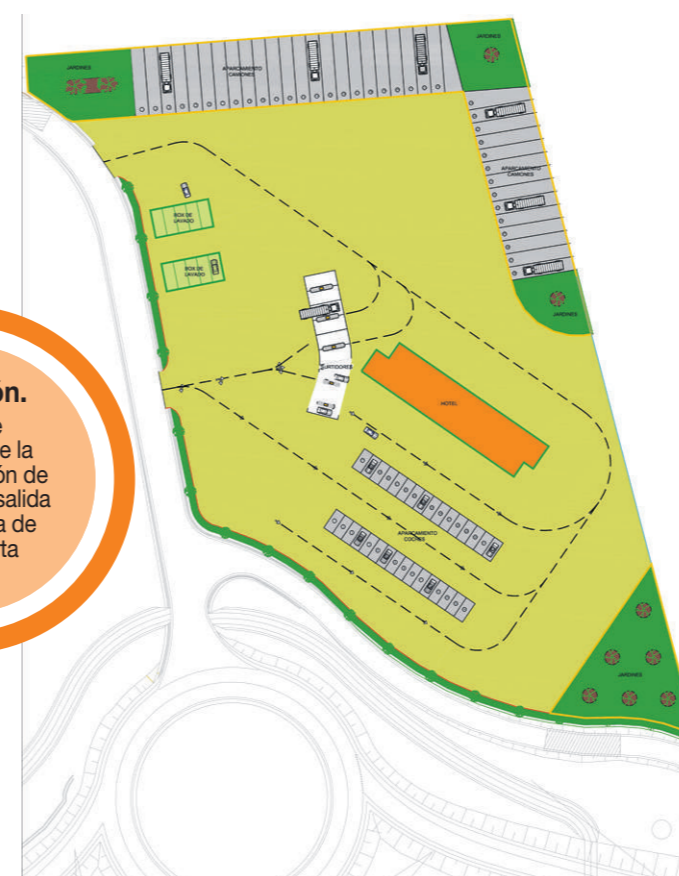 JARDINES
APARCAMIENTO
CAMIONES
JARDINES
APARCAMIENTO
CAMIONES
BOX DE
LAVADO
BOX DE
LAVADO
JARDINES
SURTIDORES
HOTEL
APARCAMIENTO
COCHES
JARDINES
ón.
e
e la
ón de
salida
a de
ta